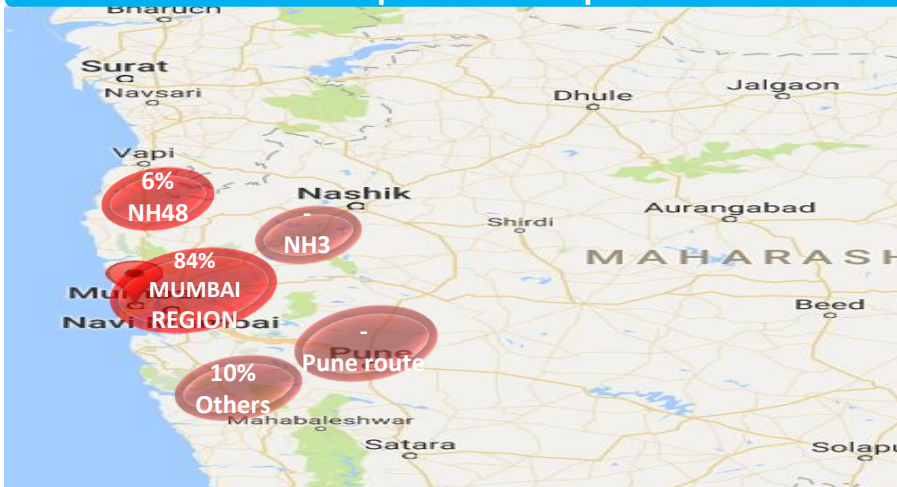 Bharuch
Surat
Navsari
Dhule
Jalgaon
Vapi
6%
NH48
Nashik
-
NH3
Shirdi
Aurangabad
MAHARASH
84%
MUMBAI
REGION
Beed
-
Pune
Pune route
10%
Others
Mahabaleshwar
Satara
Solapu